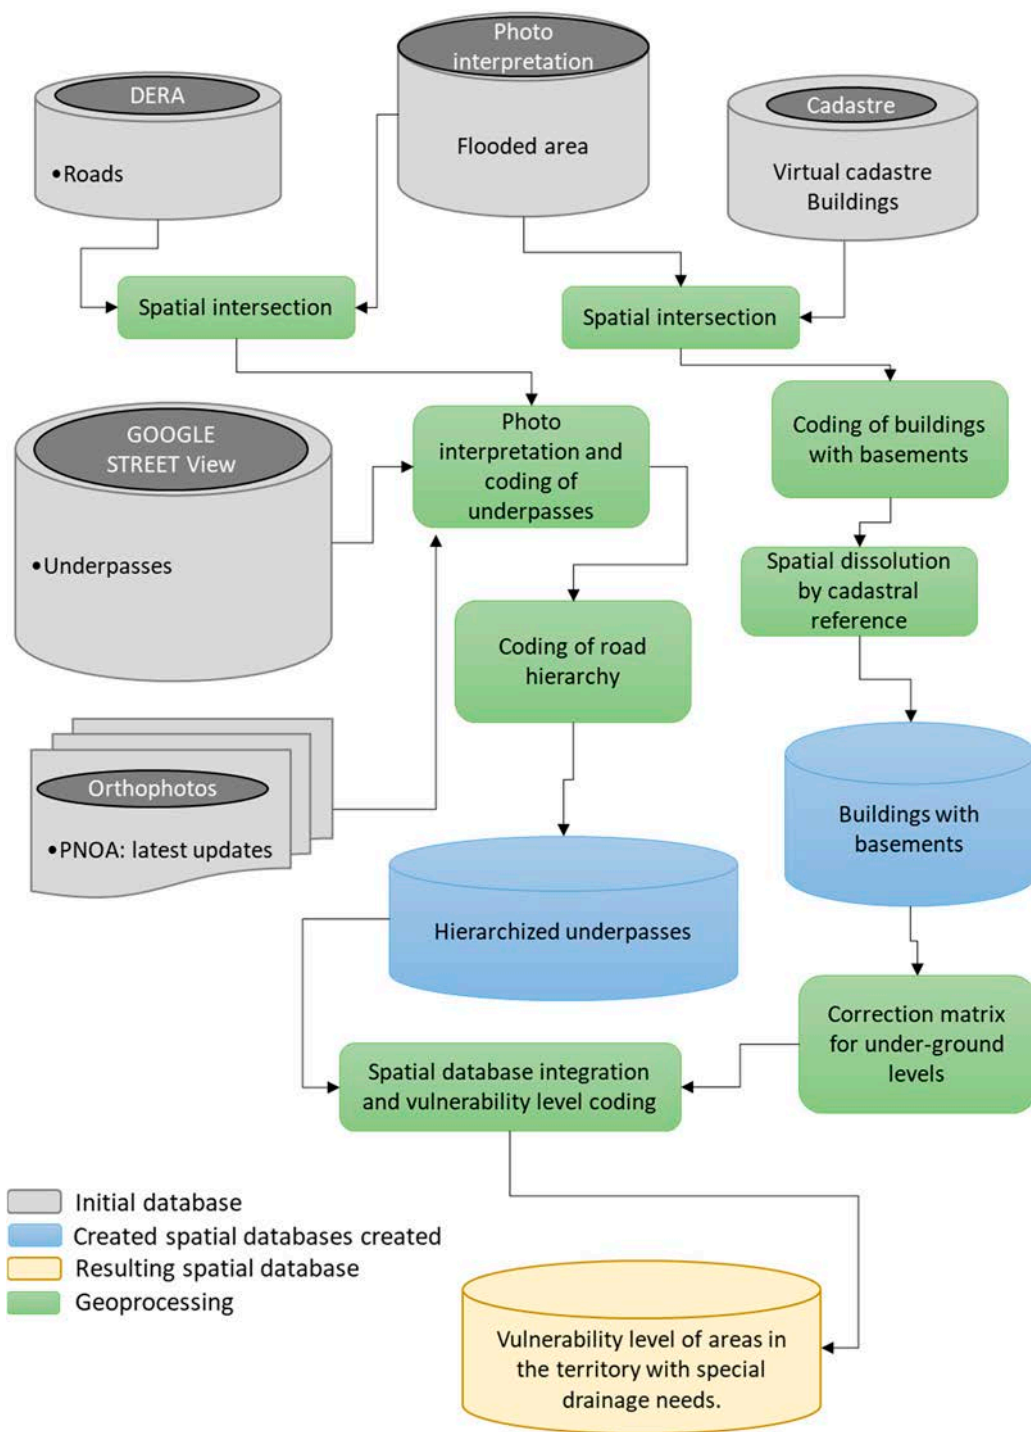 Photo
interpretation
Flooded area
DERA
•Roads
Cadastre
Virtual cadastre
Buildings
Spatial intersection
Spatial intersection
GOOGLE
STREET View
•Underpasses
Photo
interpretation and
coding of
underpasses
Coding of buildings
with basements
Spatial dissolution
by cadastral
reference
Coding of road
hierarchy
Orthophotos
•PNOA: latest updates
Buildings with
basements
Hierarchized underpasses
Correction matrix
for under-ground
levels
Spatial database integration
and vulnerability level coding
Initial database
Created spatial databases created
Resulting spatial database
Geoprocessing
Vulnerability level of areas in
the territory with special
drainage needs.